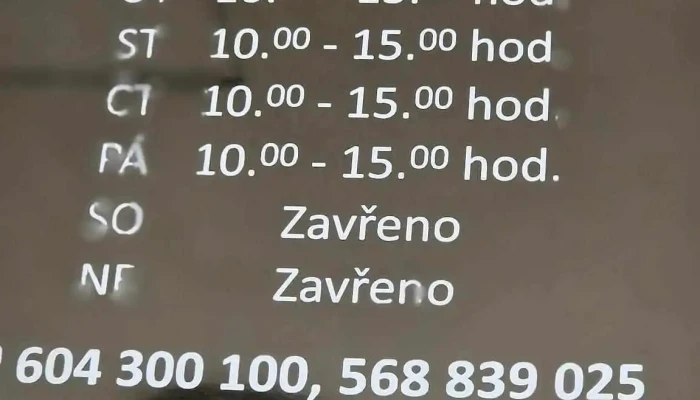 ST 10.00 - 15.00 hod
ČT 10.00 - 15.00 hod.
PÁ 10.00 - 15.00 hod.
SO Zavřeno
NE Zavřeno
604 300 100, 568 839 025